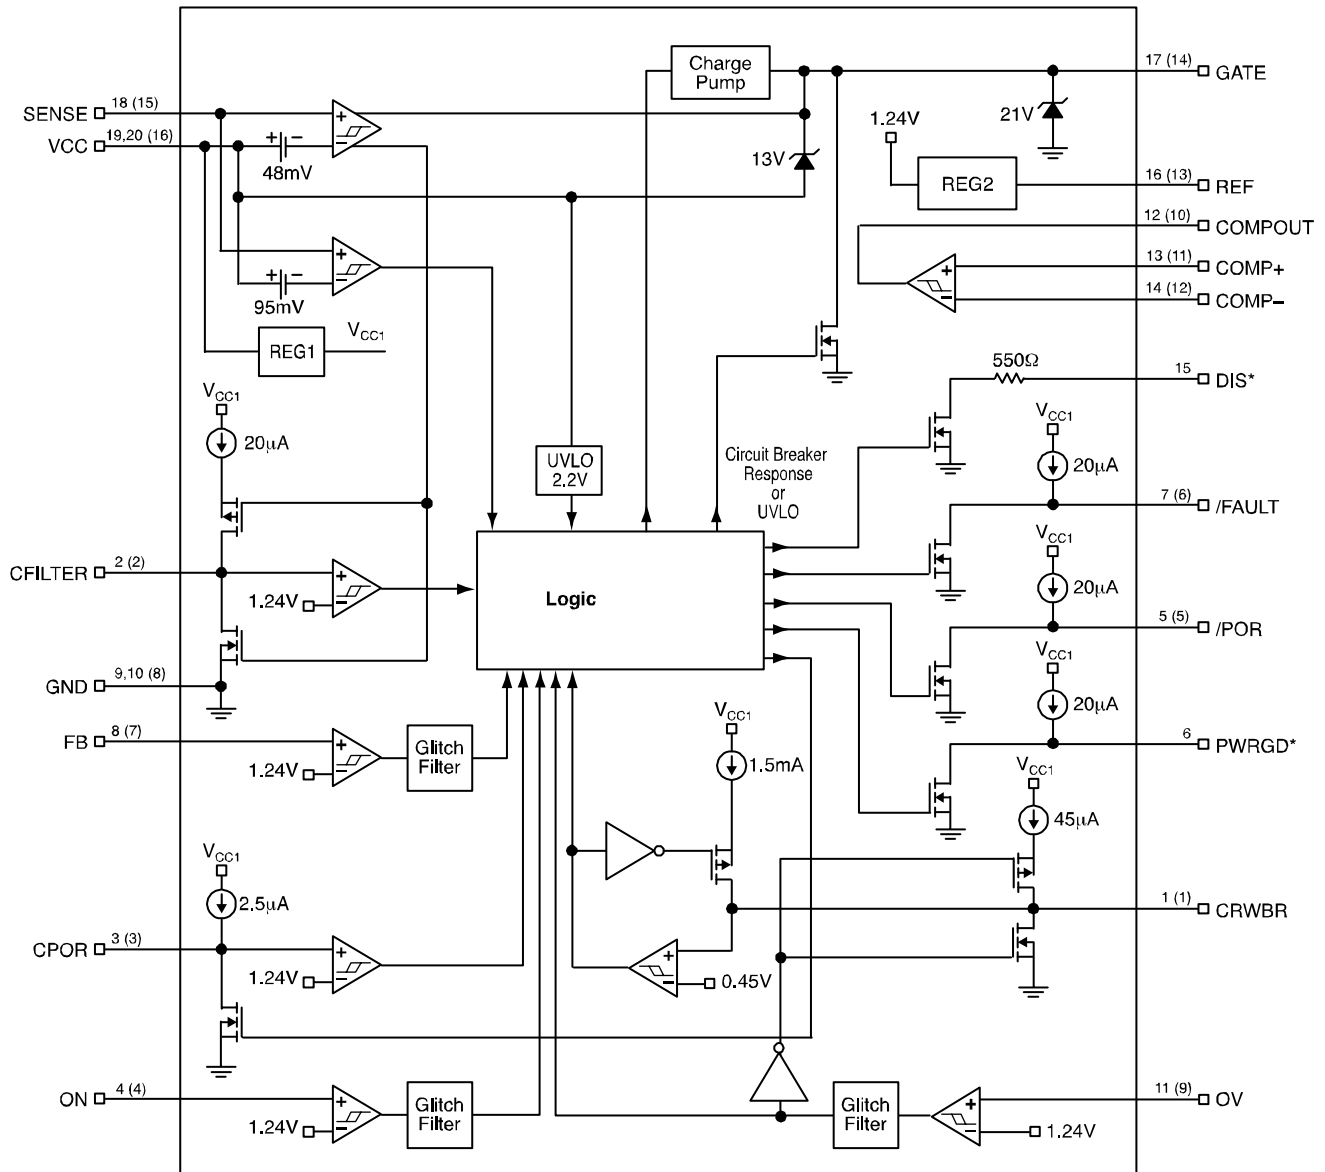 Charge
Pump
17 (14)
GATE
SENSE
18 (15)
VCC
19,20 (16)
+
−
+ −
48mV
13V
21V
1.24V
REG2
16 (13)
REF
12 (10)
COMPOUT
13 (11)
COMP+
14 (12)
COMP−
+
−
+
−
+ −
95mV
REG1
VCC1
550Ω
15
DIS*
VCC1
20µA
UVLO
2.2V
Circuit Breaker
Response
or
UVLO
VCC1
20µA
7 (6)
/FAULT
CFILTER
2 (2)
+
−
1.24V
Logic
VCC1
20µA
5 (5)
/POR
GND
9,10 (8)
VCC1
20µA
6
PWRGD*
FB
8 (7)
+
−
1.24V
Glitch
Filter
VCC1
1.5mA
VCC1
45µA
1 (1)
CRWBR
VCC1
2.5µA
CPOR
3 (3)
+
−
1.24V
+
−
0.45V
ON
4 (4)
+
−
1.24V
Glitch
Filter
Glitch
Filter
+
−
11 (9)
OV
1.24V